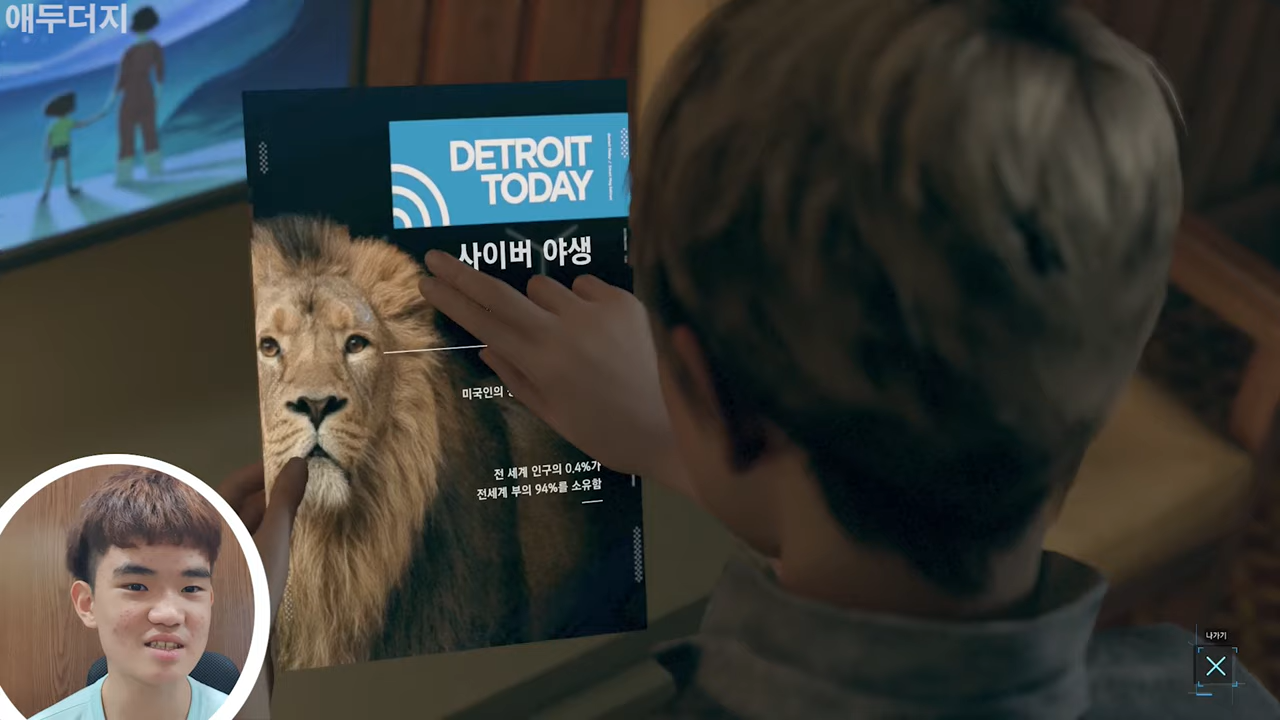 애두더지
DETROIT
TODAY
사이버 야생
미국인의
전 세계 인구의 0.4%가
전세계 부의 94%를 소유함
나가기